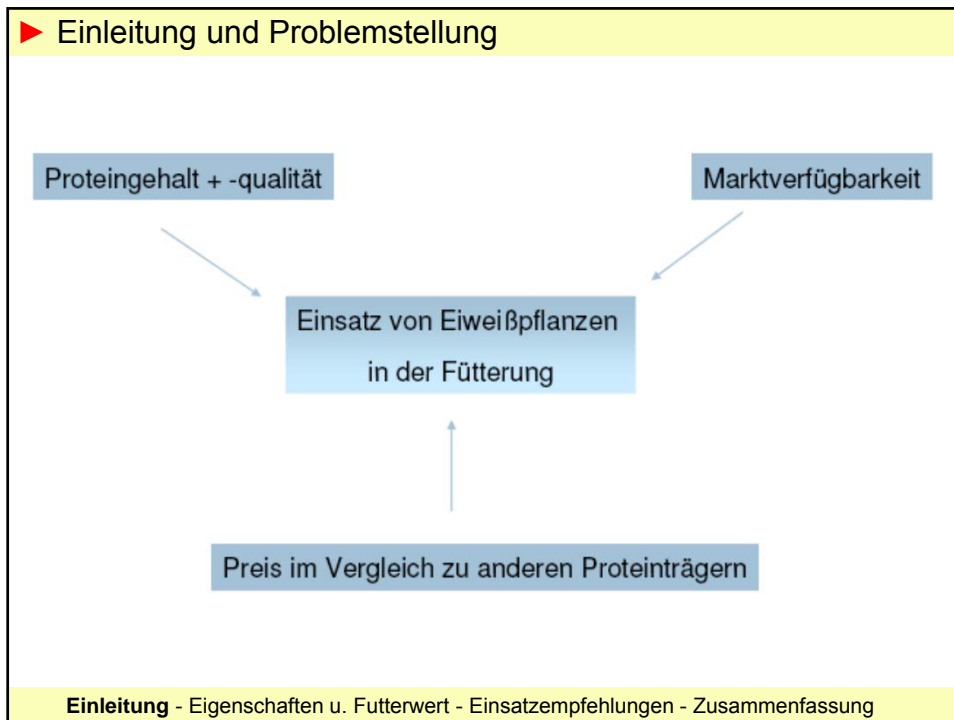 ► Einleitung und Problemstellung
Proteingehalt + -qualität
Marktverfügbarkeit
Einsatz von Eiweißpflanzen
in der Fütterung
Preis im Vergleich zu anderen Proteinträgern
Einleitung - Eigenschaften u. Futterwert - Einsatzempfehlungen - Zusammenfassung